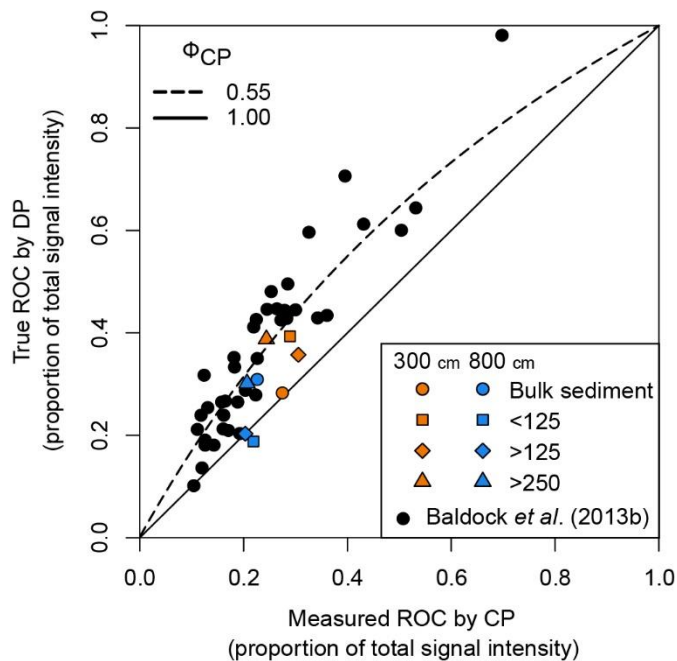 ΦCP
0.55
1.00
1.0
0.8
0.6
0.4
0.2
0.0
True ROC by DP
(proportion of total signal intensity)
300 cm 800 cm
Bulk sediment
<125
>125
>250
Baldock et al. (2013b)
0.0 0.2 0.4 0.6 0.8 1.0
Measured ROC by CP
(proportion of total signal intensity)